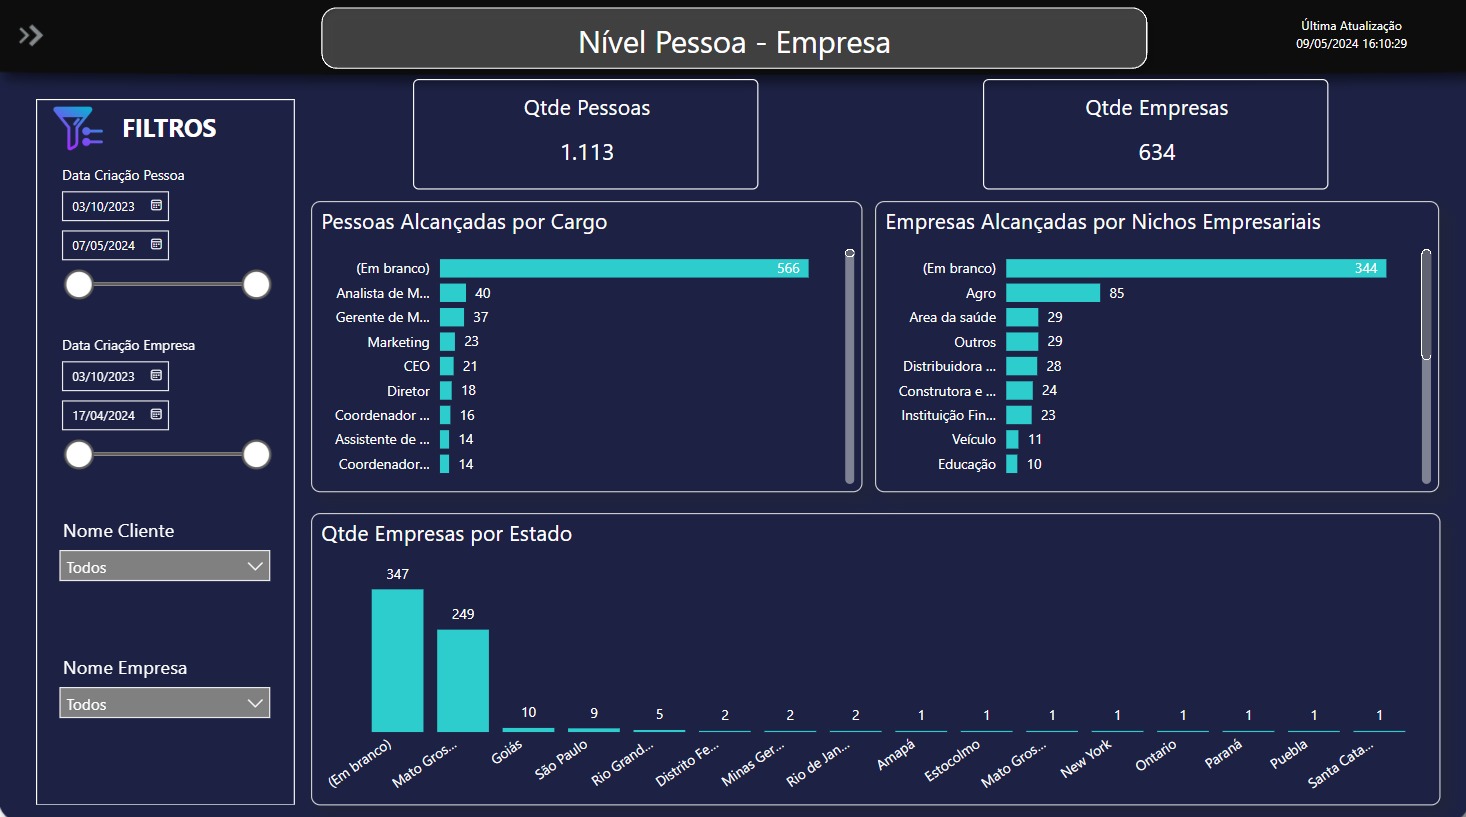 Nível Pessoa - Empresa
Última Atualização
09/05/2024 16:10:29
FILTROS
Data Criação Pessoa
03/10/2023
07/05/2024
Data Criação Empresa
03/10/2023
17/04/2024
Nome Cliente
Todos
Nome Empresa
Todos
Qtde Pessoas
1.113
Qtde Empresas
634
Pessoas Alcançadas por Cargo
(Em branco) 566
Analista de M... 40
Gerente de M... 37
Marketing 23
CEO 21
Diretor 18
Coordenador ... 16
Assistente de ... 14
Coordenador... 14
Empresas Alcançadas por Nichos Empresariais
(Em branco) 344
Agro 85
Area da saúde 29
Outros 29
Distribuidora ... 28
Construtora e ... 24
Instituição Fin... 23
Veículo 11
Educação 10
Qtde Empresas por Estado
347 249 10 9 5 2 2 2 1 1 1 1 1 1 1 1
(Em branco) Mato Gros... Goiás São Paulo Rio Grand... Distrito Fe... Minas Ger... Rio de Jan... Amapá Estocolmo Mato Gros... New York Ontario Paraná Puebla Santa Cata...